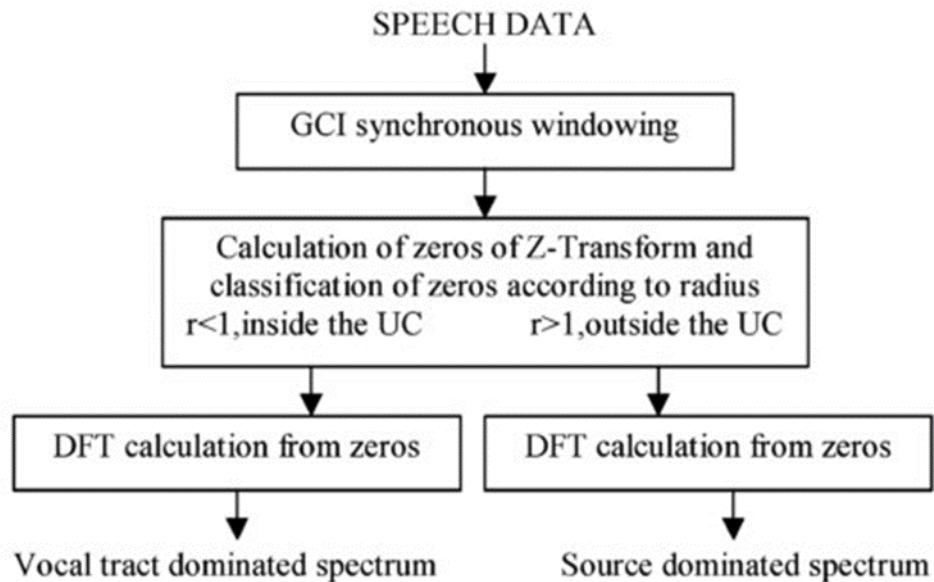 SPEECH DATA
GCI synchronous windowing
Calculation of zeros of Z-Transform and
classification of zeros according to radius
r<1,inside the UC r>1,outside the UC
DFT calculation from zeros
DFT calculation from zeros
Vocal tract dominated spectrum
Source dominated spectrum